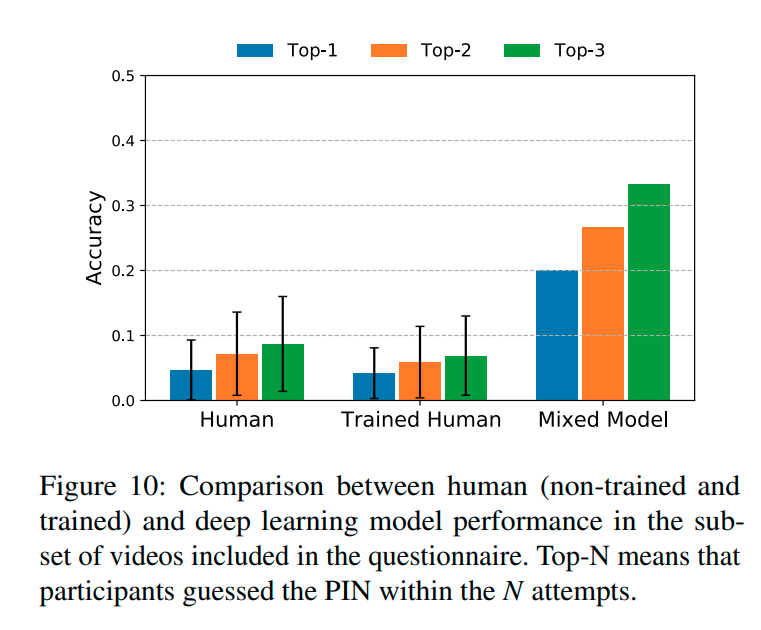 Top-1 Top-2 Top-3
0.5
0.4
0.3
0.2
0.1
0.0
Accuracy
Human Trained Human Mixed Model
Figure 10: Comparison between human (non-trained and
trained) and deep learning model performance in the sub-
set of videos included in the questionnaire. Top-N means that
participants guessed the PIN within the N attempts.